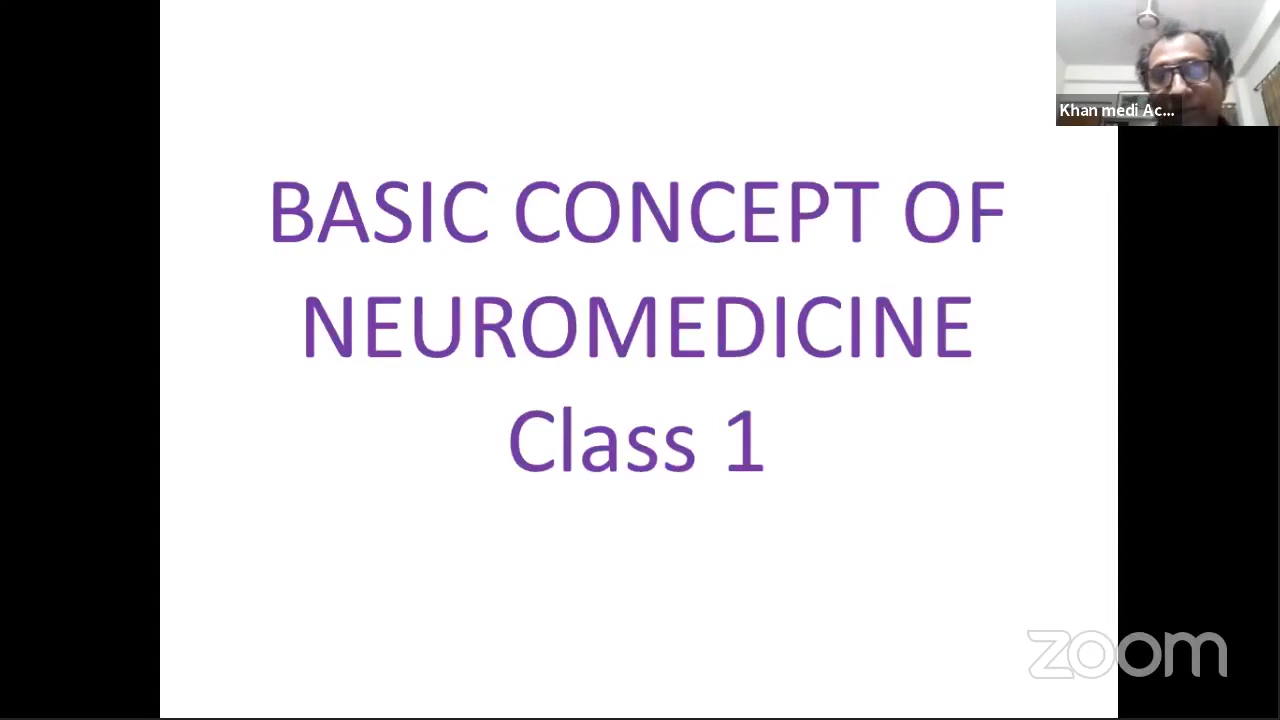 Khan medi Ac...
BASIC CONCEPT OF
NEUROMEDICINE
Class 1
zoom